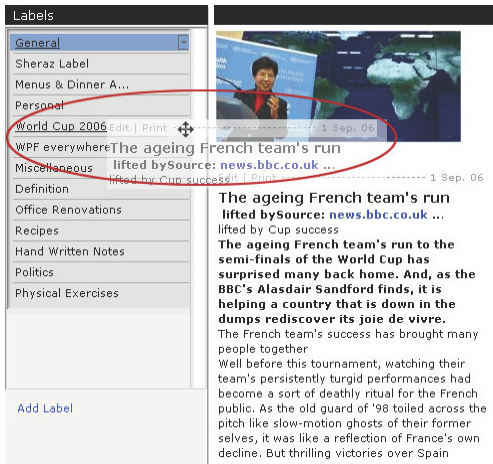 Labels
General
Sheraz Label
Menus & Dinner A...
Personal
World Cup 2006
WPF everywhere
Miscellaneous
Definition
Office Renovations
Recipes
Hand Written Notes
Politics
Physical Exercises
Add Label
Edit | Print 1 Sep. 06
The ageing French team's run
lifted bySource: news.bbc.co.uk ...
lifted by Cup success
Edit | Print 1 Sep. 06
The ageing French team's run
lifted bySource: news.bbc.co.uk ...
lifted by Cup success
The ageing French team's run to the
semi-finals of the World Cup has
surprised many back home. And, as the
BBC's Alasdair Sandford finds, it is
helping a country that is down in the
dumps rediscover its joie de vivre.
The French team's success has brought many
people together
Well before this tournament, watching their
team's persistently turgid performances had
become a sort of deathly ritual for the French
public. As the old guard of '98 toiled across the
pitch like slow-motion ghosts of their former
selves, it was like a reflection of France's own
decline. But thrilling victories over Spain